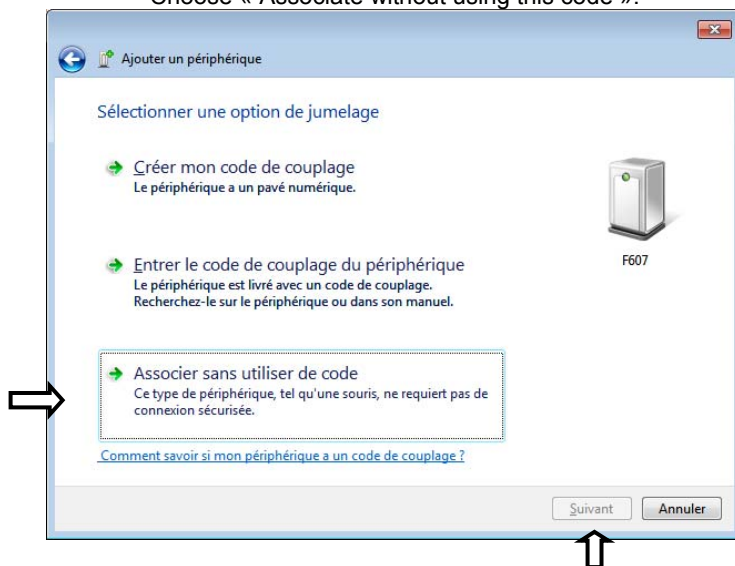 Choose « Associate without using this code ».
Ajouter un périphérique
Sélectionner une option de jumelage
Créer mon code de couplage
Le périphérique a un pavé numérique.
Entrer le code de couplage du périphérique
Le périphérique est livré avec un code de couplage.
Recherchez-le sur le périphérique ou dans son manuel.
F607
Associer sans utiliser de code
Ce type de périphérique, tel qu'une souris, ne requiert pas de
connexion sécurisée.
Comment savoir si mon périphérique a un code de couplage ?
Suivant
Annuler